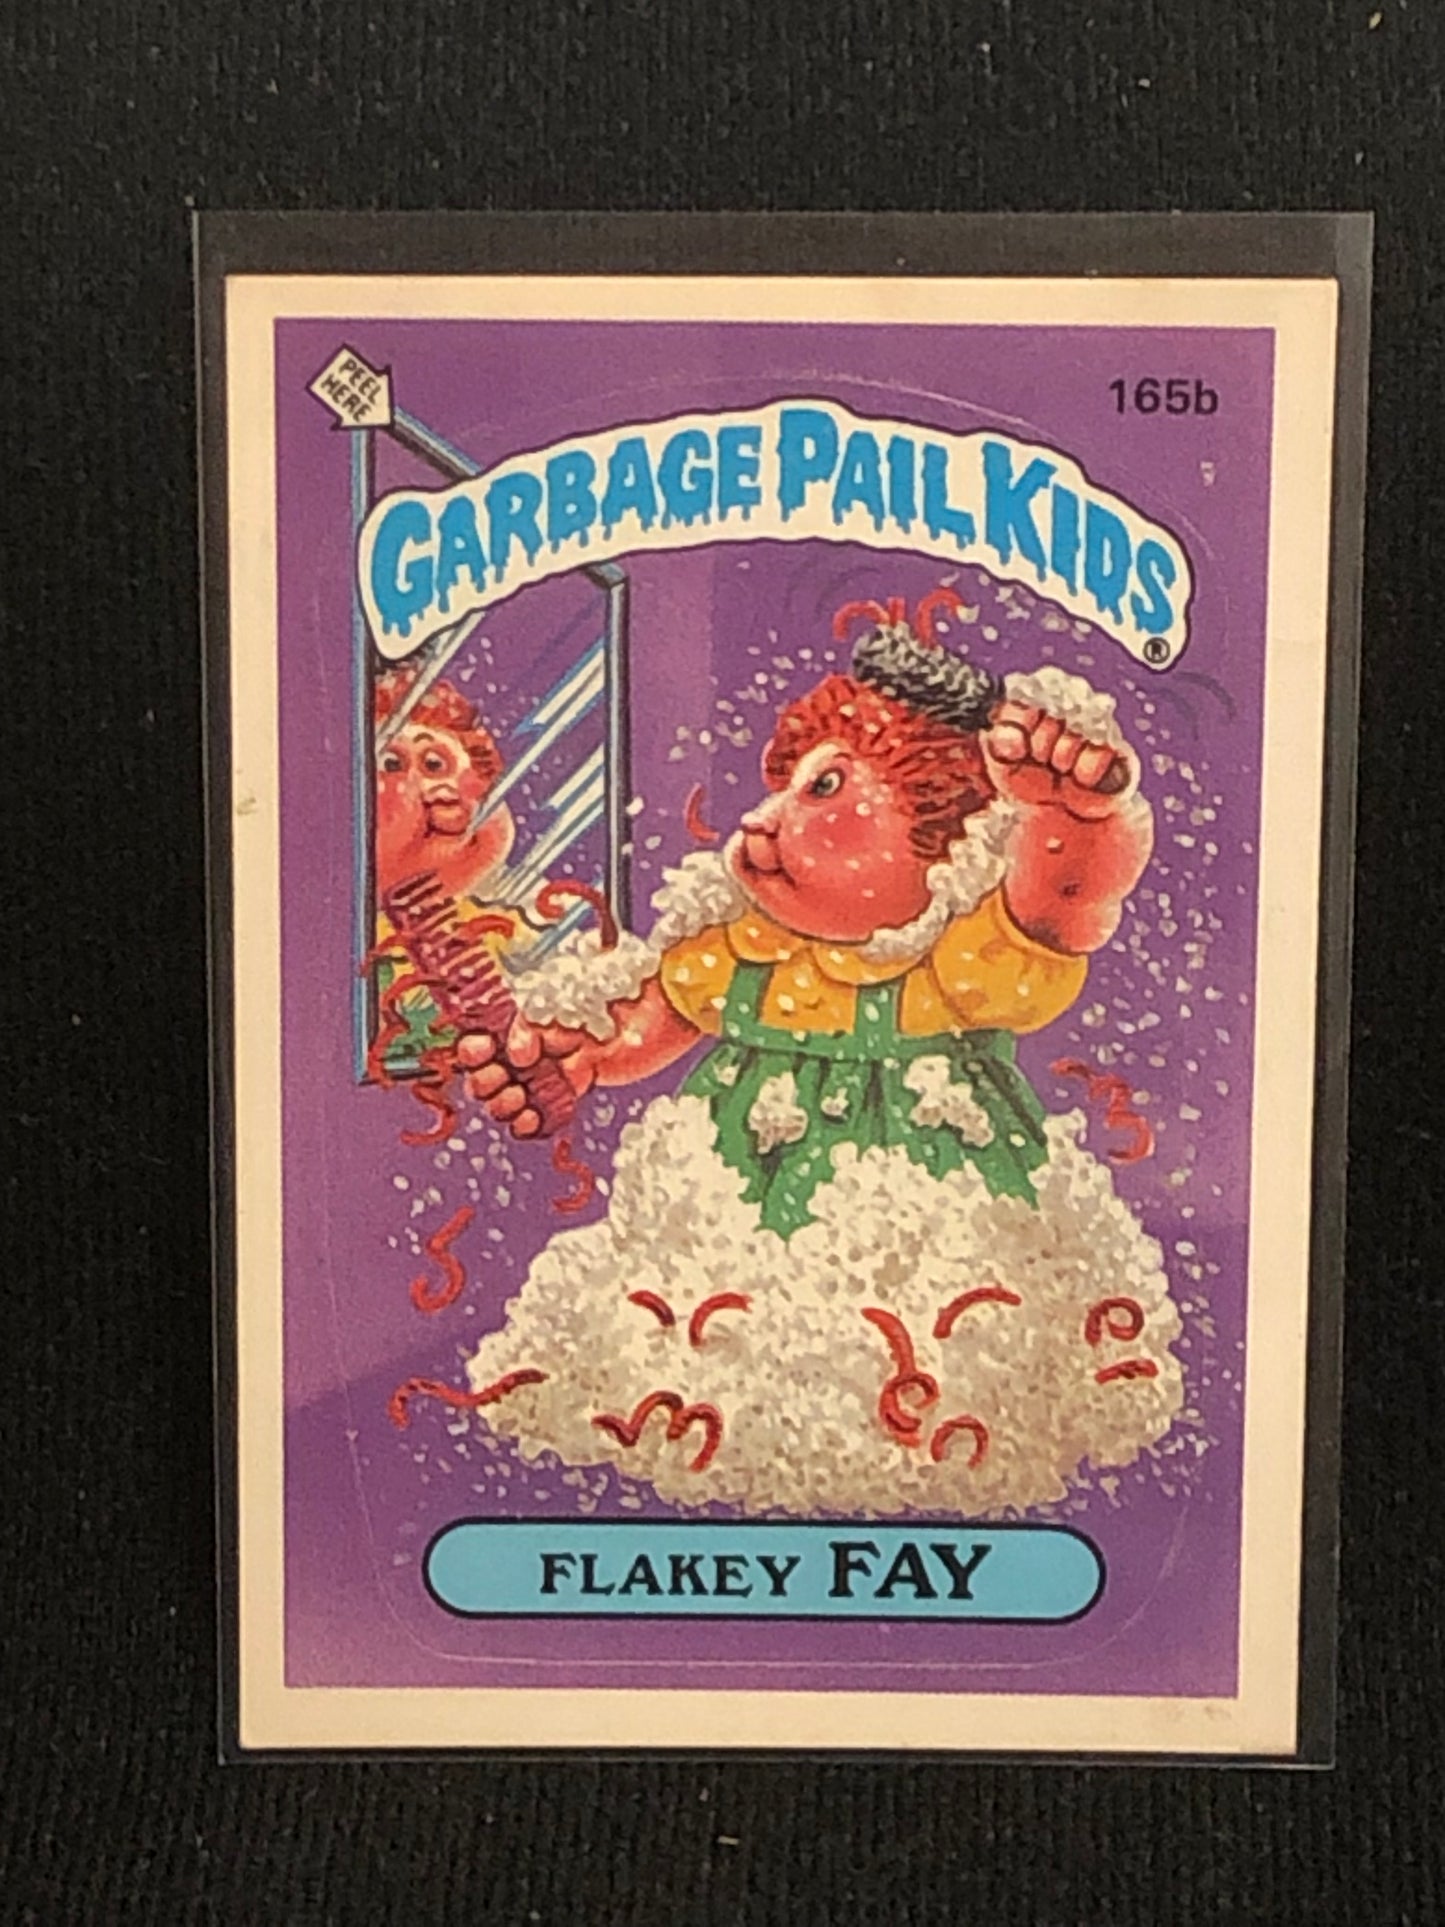 PEEL
HERE
165b
GARBAGE PAIL KIDS
®
FLAKEY FAY